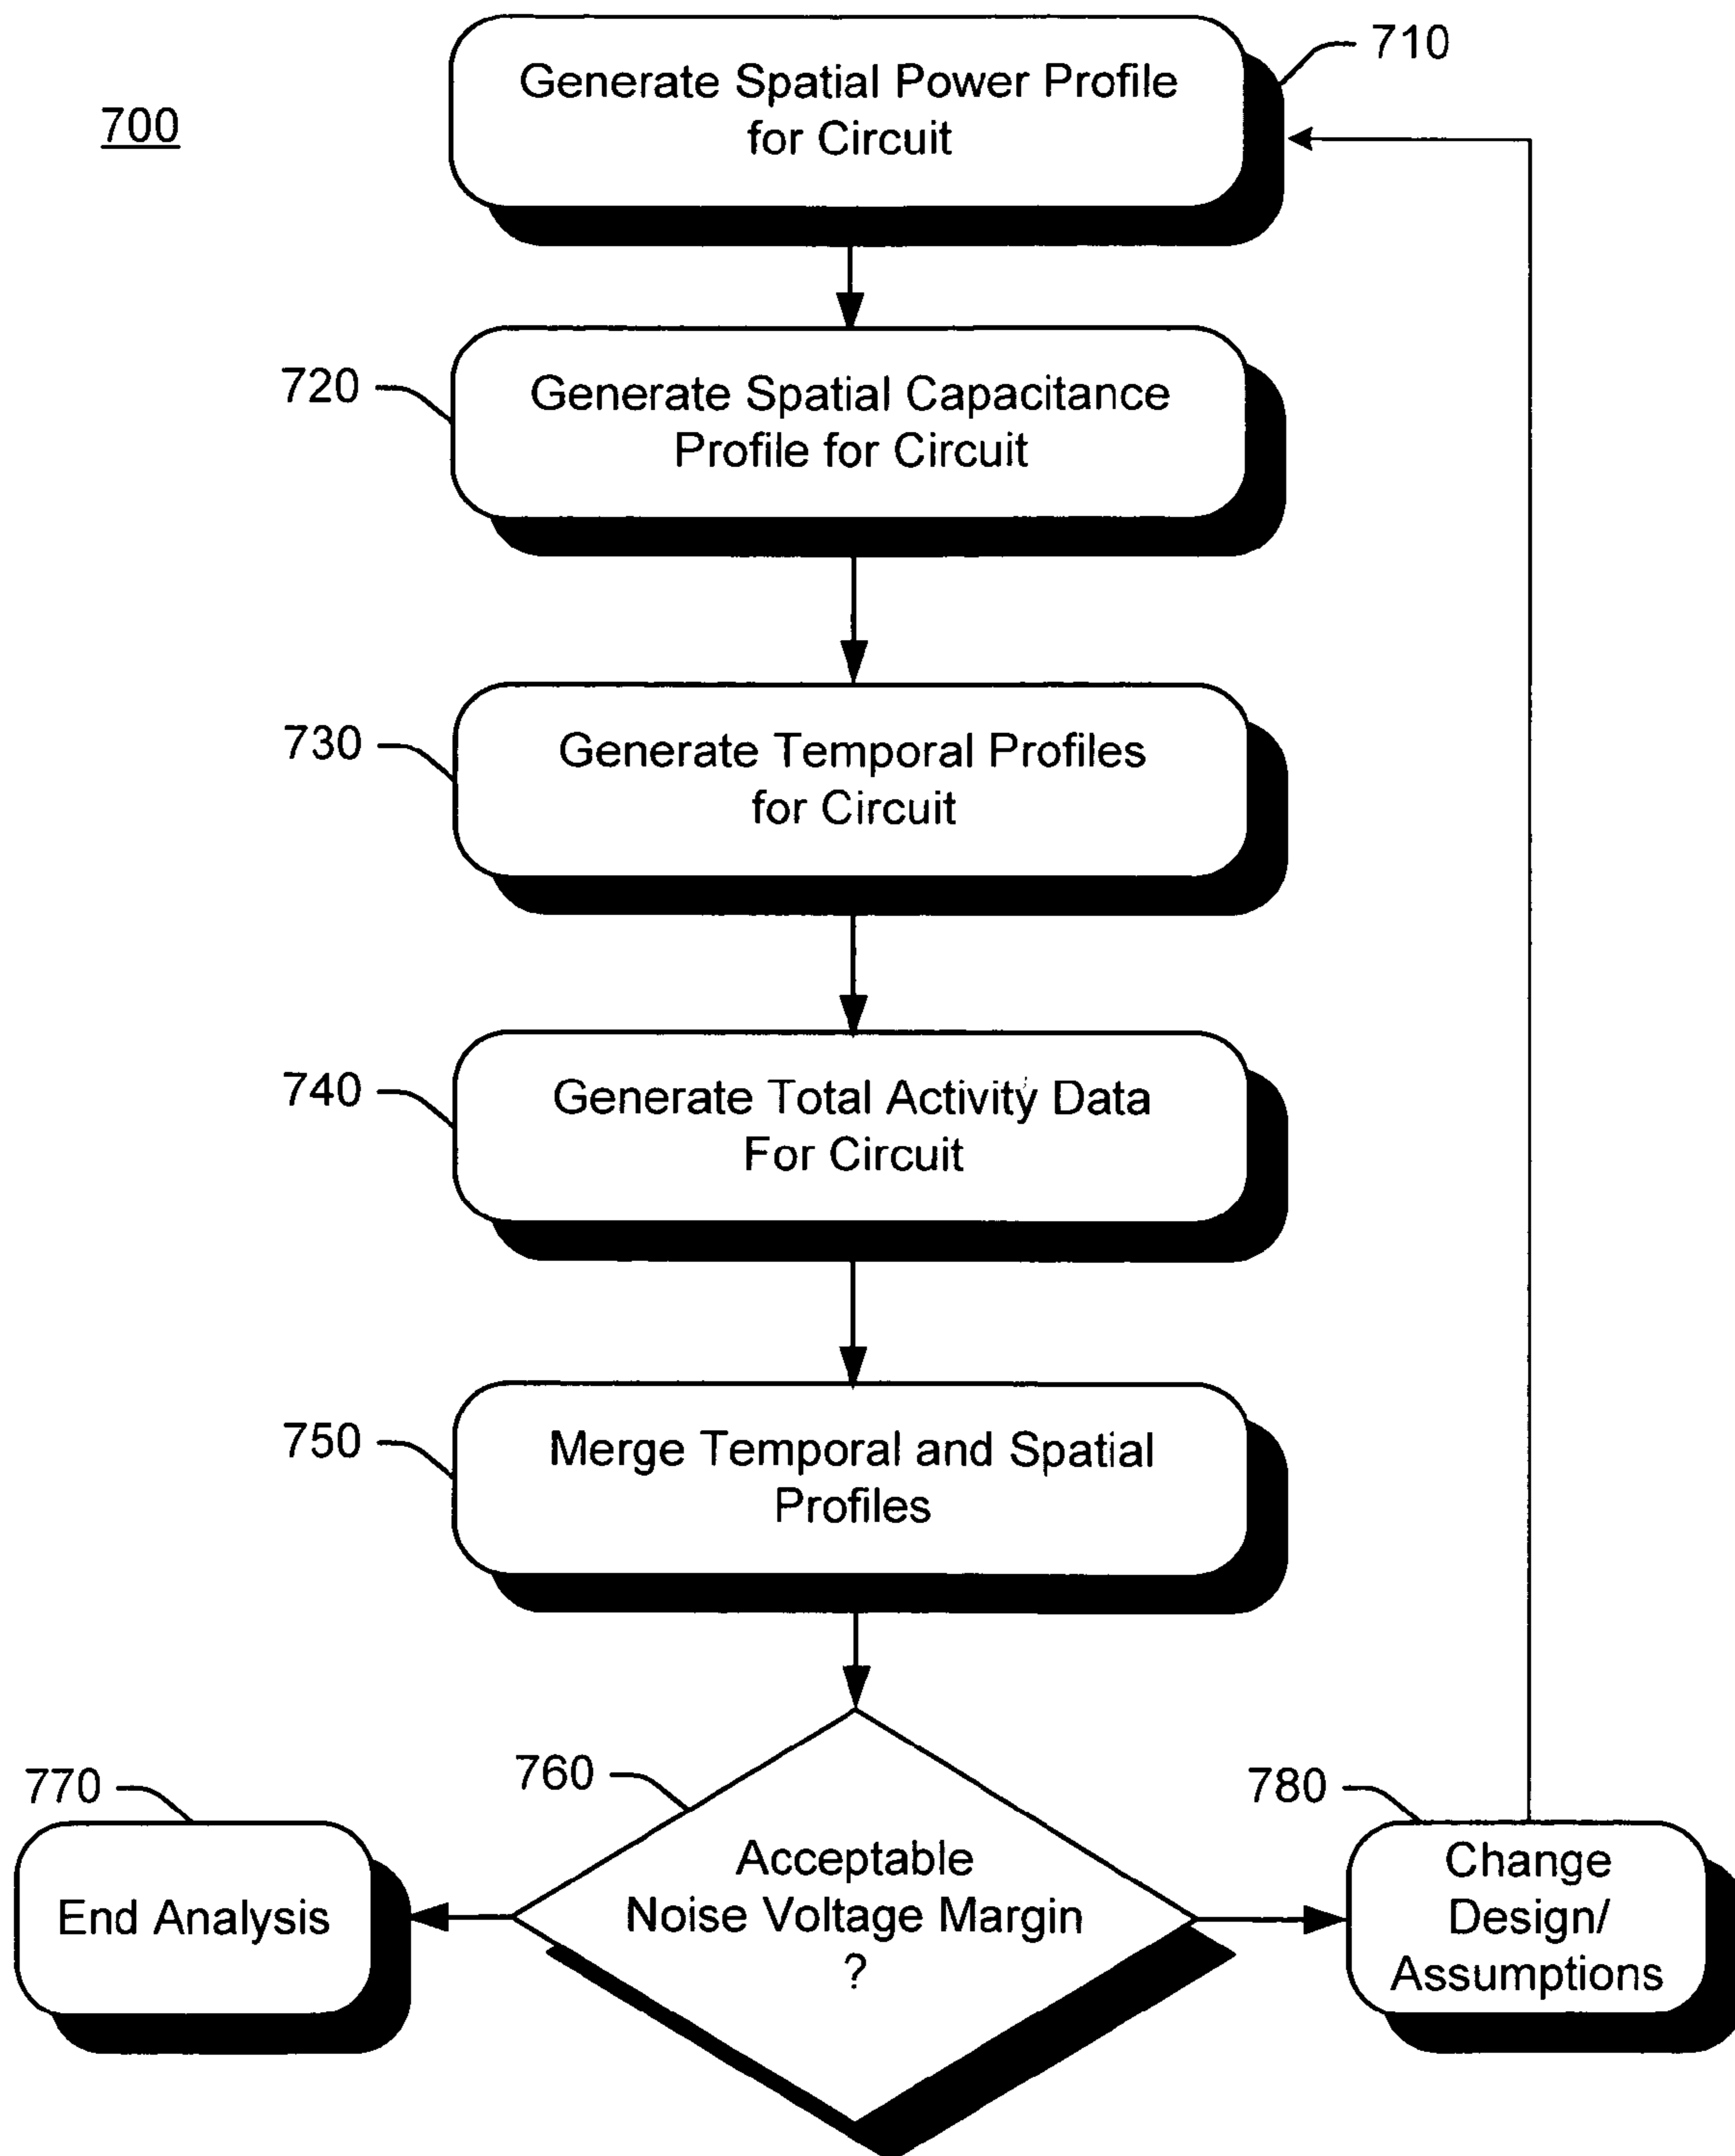 700
710
Generate Spatial Power Profile
for Circuit
720
Generate Spatial Capacitance
Profile for Circuit
730
Generate Temporal Profiles
for Circuit
740
Generate Total Activity Data
For Circuit
750
Merge Temporal and Spatial
Profiles
760
Acceptable
Noise Voltage Margin
?
770
End Analysis
780
Change
Design/
Assumptions